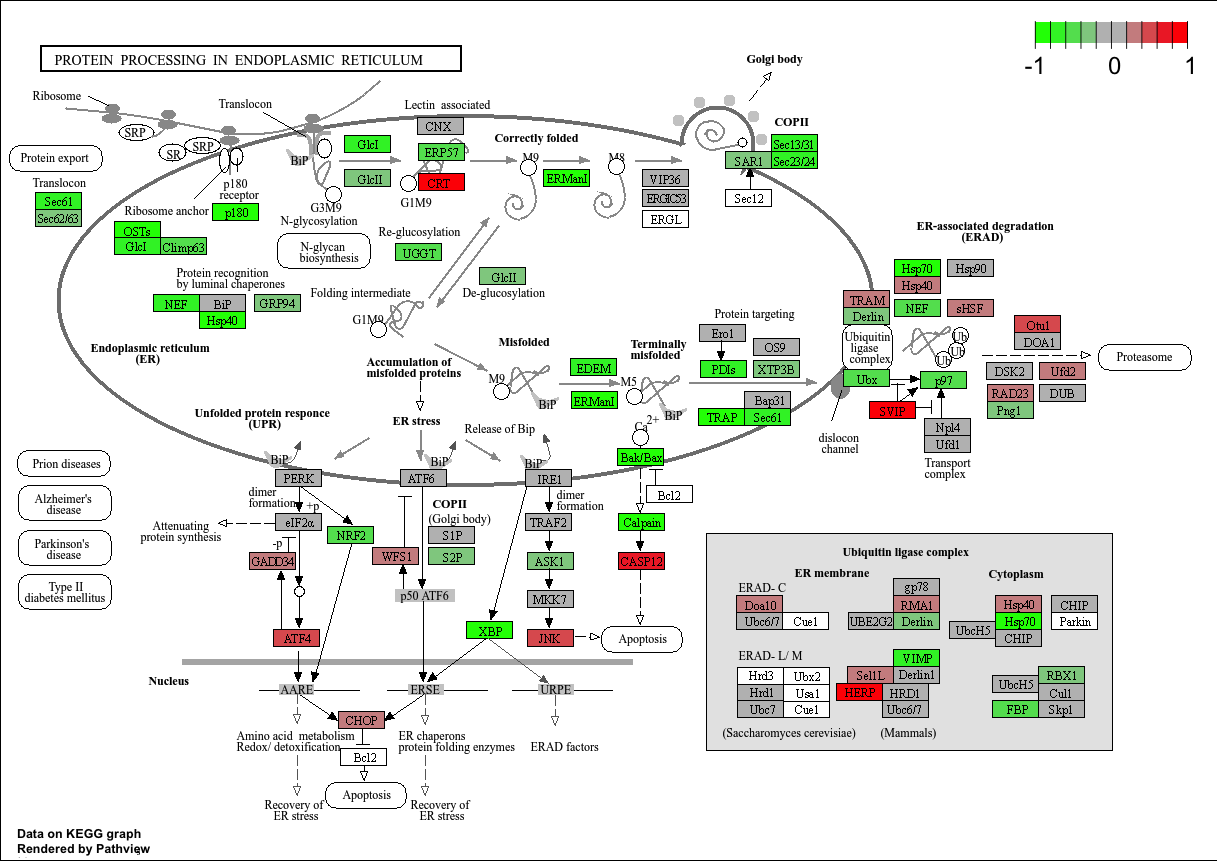 -1 0 1
PROTEIN PROCESSING IN ENDOPLASMIC RETICULUM
Golgi body
Ribosome
Translocon
Lectin associated
CNX
Correctly folded
COPII
SRP
SRP
SR
BiP
GlcI
ERP57
M9
M8
Sec13/31
SAR1
Sec23/24
Protein export
Translocon
Sec61
Sec62/63
p180
receptor
p180
Ribosome anchor
OSTs
GlcI
Climp63
G3M9
N-glycosylation
GlcII
CRT
G1M9
ERManI
VIP36
ERGIC53
ERGL
Sec12
N-glycan
biosynthesis
Re-glucosylation
UGGT
GlcII
De-glucosylation
ER-associated degradation
(ERAD)
Protein recognition
by luminal chaperones
NEF
BiP
GRP94
Hsp40
Folding intermediate
G1M9
Hsp70
Hsp90
Hsp40
TRAM
Derlin
NEF
sHSF
Endoplasmic reticulum
(ER)
Accumulation of
misfolded proteins
Misfolded
Terminally
misfolded
Protein targeting
Ero1
OS9
PDIs
XTP3B
Ubiquitin
ligase
complex
Ub
Ub
Ub
Otu1
DOA1
Proteasome
M9
EDEM
M5
ERManI
BiP
BiP
Bap31
TRAP
Sec61
Ubx
p97
DSK2
Ufd2
RAD23
DUB
Png1
SVIP
Npl4
Ufd1
Transport
complex
dislocon
channel
Unfolded protein responce
(UPR)
ER stress
Release of Bip
Ca2+
Bak/Bax
Bcl2
Prion diseases
Alzheimer's
disease
Parkinson's
disease
Type II
diabetes mellitus
BiP
BiP
BiP
PERK
ATF6
IRE1
dimer
formation
+p
COPII
(Golgi body)
dimer
formation
Attenuating
protein synthesis
eIF2α
NRF2
S1P
TRAF2
Calpain
-p
GADD34
WFS1
S2P
ASK1
CASP12
p50 ATF6
MKK7
ATF4
XBP
JNK
Apoptosis
Nucleus
AARE
ERSE
URPE
CHOP
Amino acid metabolism
Redox/ detoxification
ER chaperons
protein folding enzymes
ERAD factors
Bcl2
Apoptosis
Recovery of
ER stress
Recovery of
ER stress
Ubiquitin ligase complex
ER membrane
Cytoplasm
ERAD- C
gp78
Doa10
RMA1
Hsp40
CHIP
Ubc6/7
Cue1
UBE2G2
Derlin
Hsp70
Parkin
UbcH5
CHIP
ERAD- L/ M
VIMP
Hrd3
Ubx2
Sel1L
Derlin1
UbcH5
RBX1
Hrd1
Usa1
HERP
HRD1
Cul1
Ubc7
Cue1
Ubc6/7
FBP
Skp1
(Saccharomyces cerevisiae)
(Mammals)
Data on KEGG graph
Rendered by Pathview